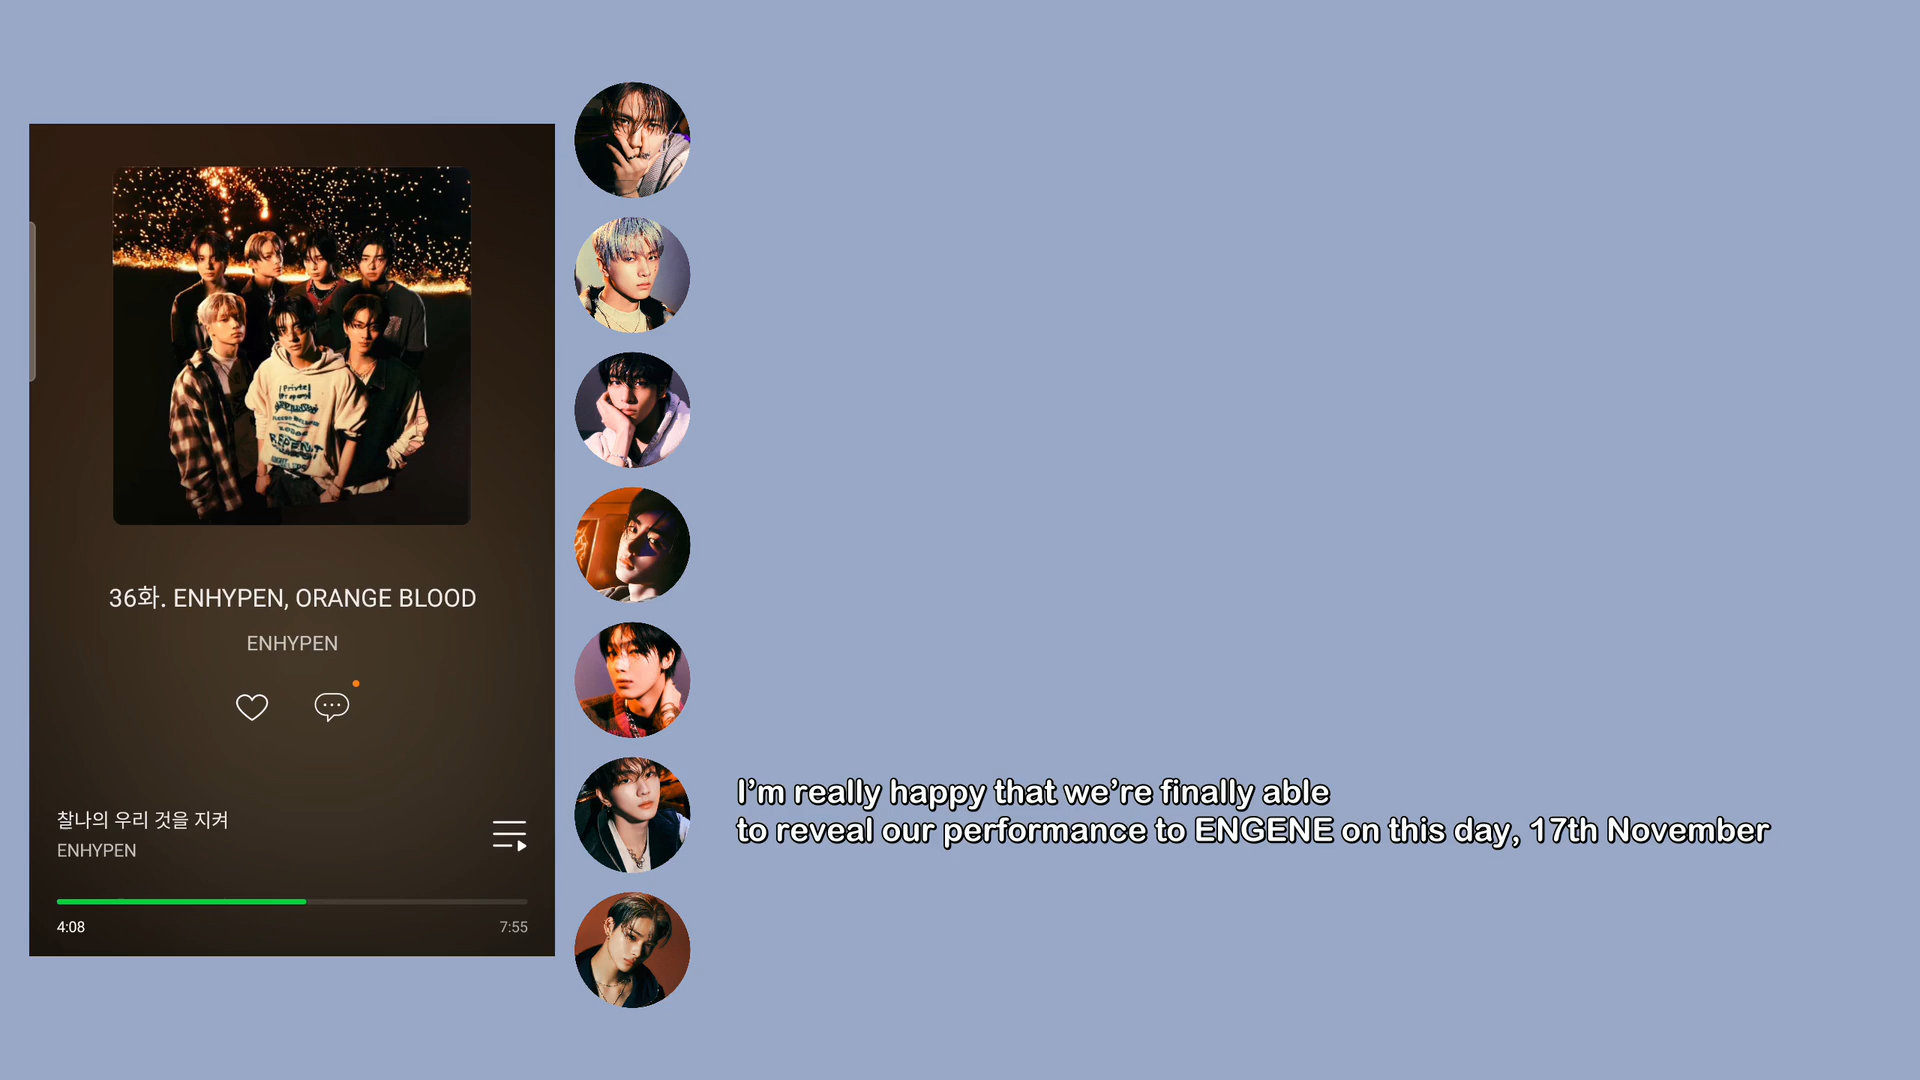 36화. ENHYPEN, ORANGE BLOOD
ENHYPEN
찰나의 우리 것을 지켜
ENHYPEN
4:08
7:55
I’m really happy that we’re finally able
to reveal our performance to ENGENE on this day, 17th November